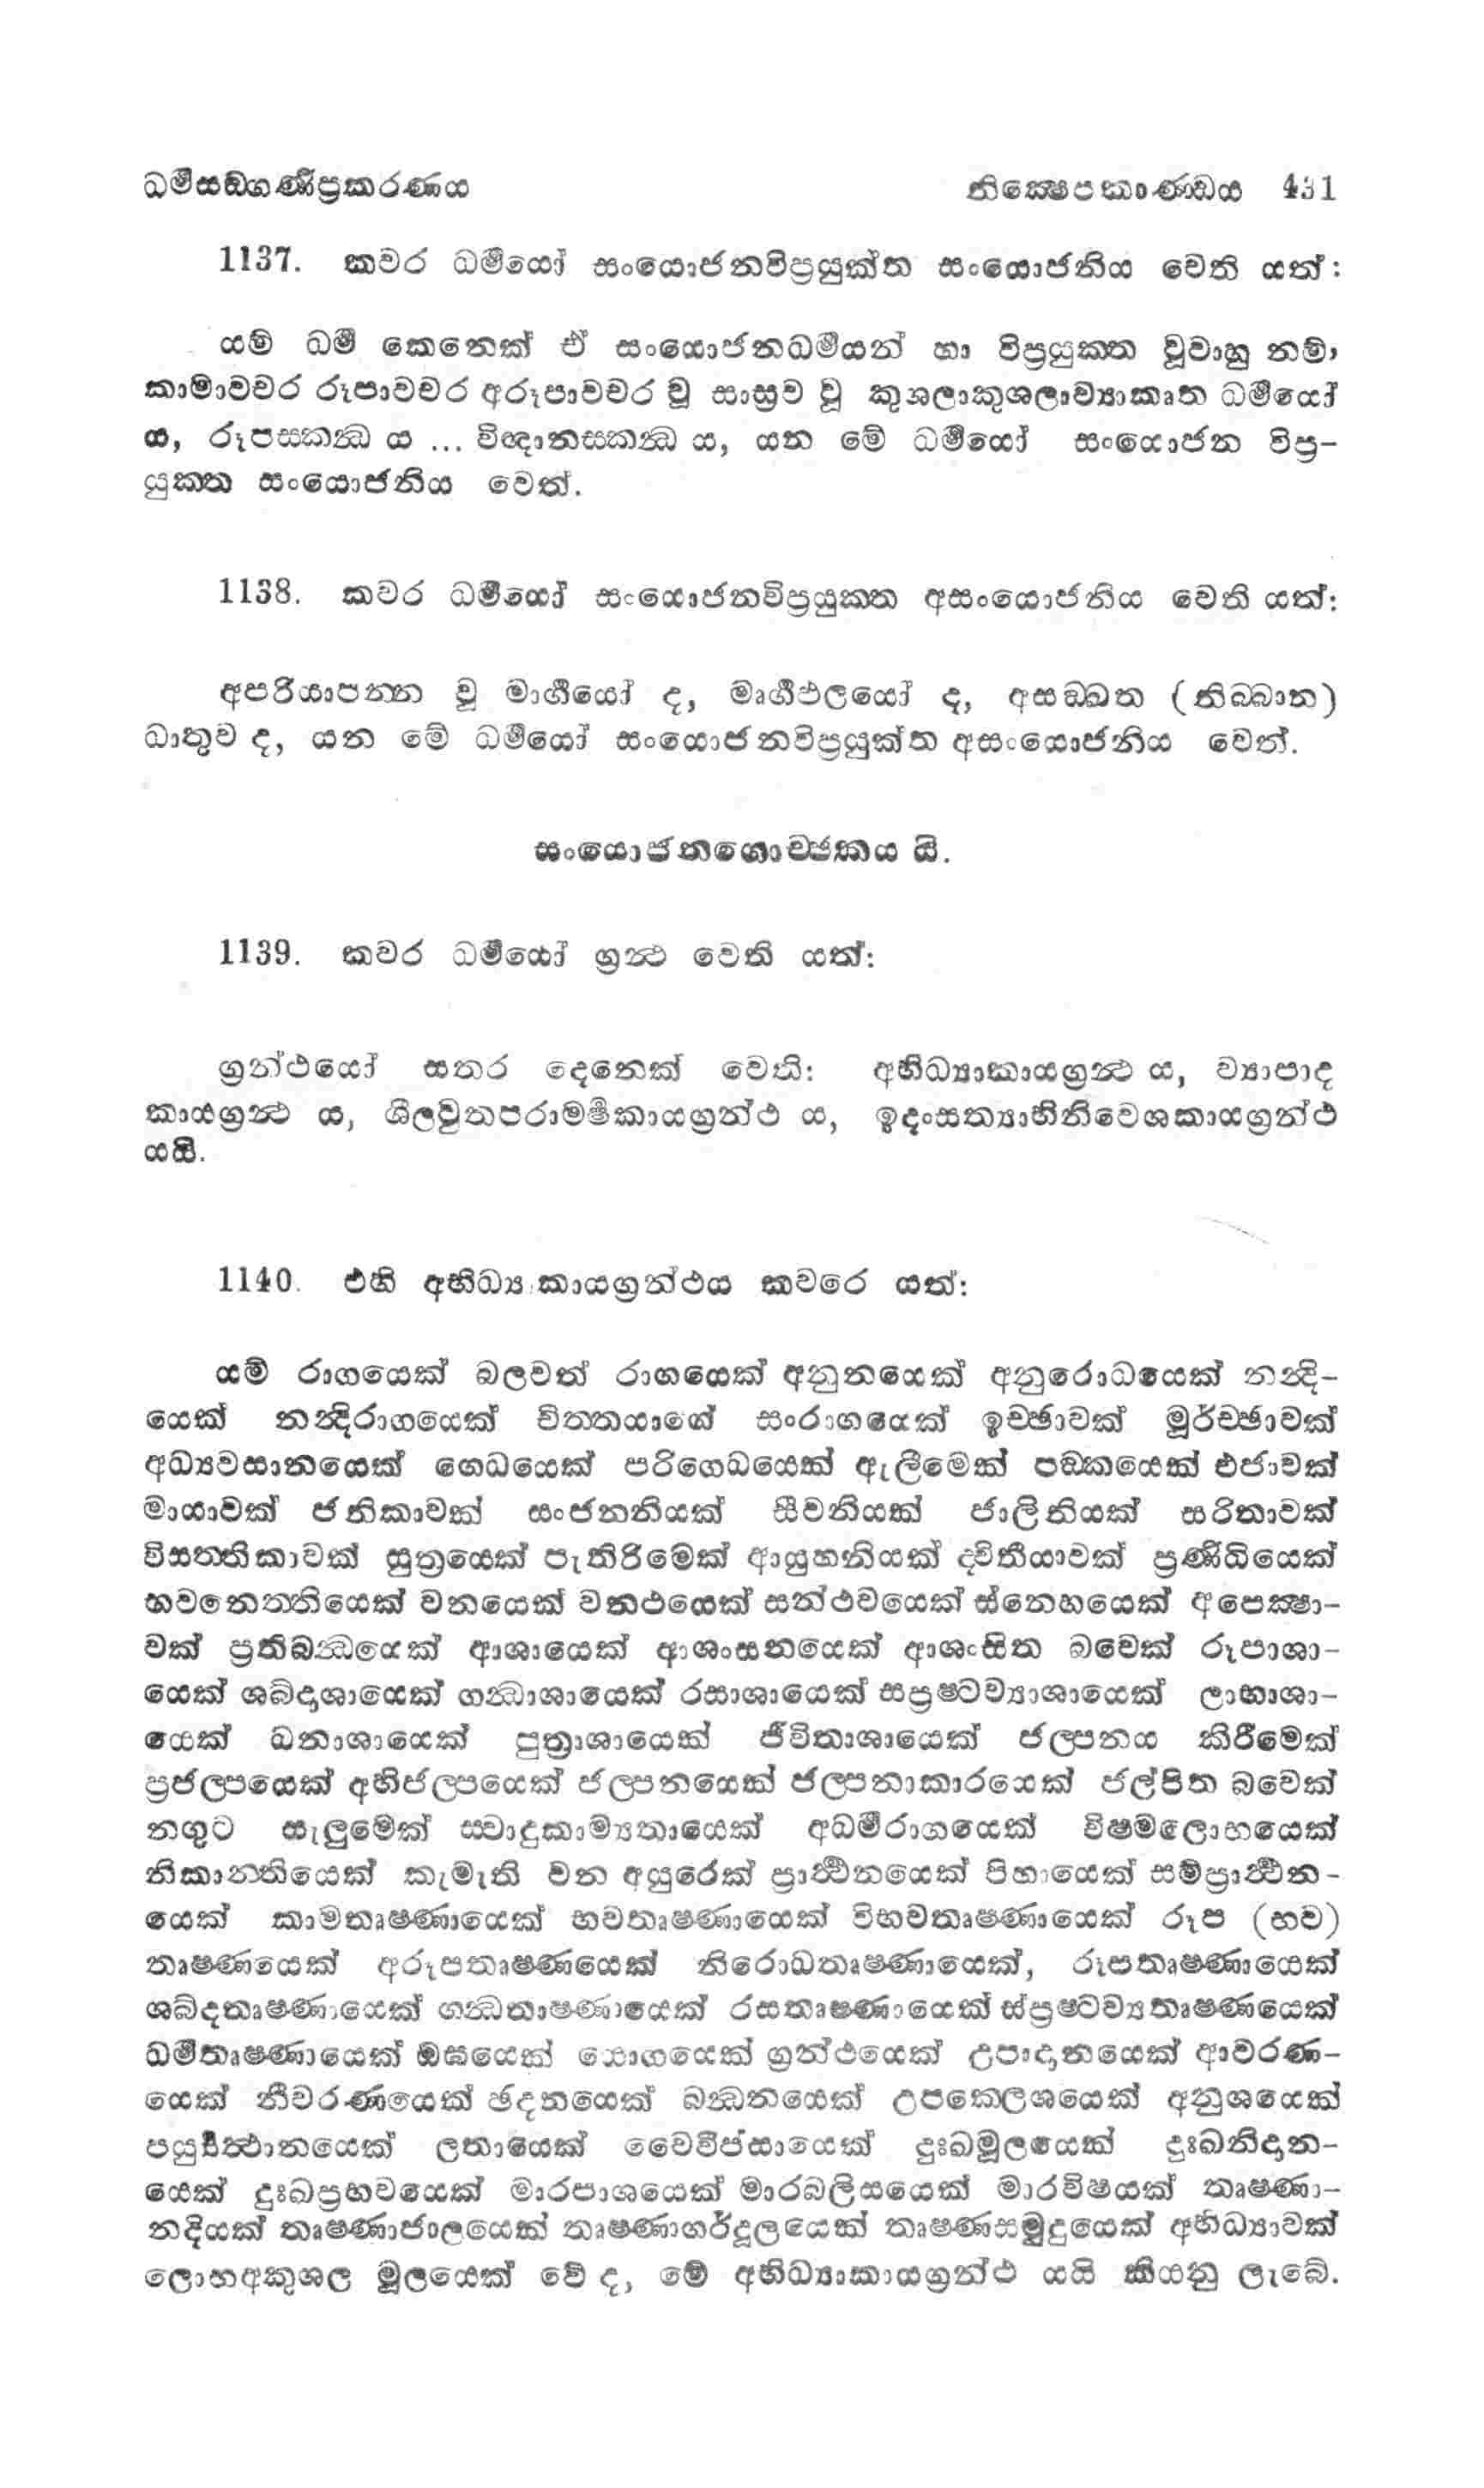 ධර්මසඞ්ගණිප්‍රකරණය නික්ෂෙපකාණ්ඩය 431
1137. කවර ධර්මයෝ සංයොජනවිප්‍රයුක්ත සංයොජනිය වෙති යත්:
යම් ධර්ම කෙනෙක් ඒ සංයොජනධර්මයන් හා විප්‍රයුක්ත වූවාහු නම්,
කාමාවචර රූපාවචර අරූපාවචර වූ සාස්‍රව වූ කුශලාකුශලාව්‍යාකෘත ධර්මයෝ
ය, රූපස්කන්ධ ය ... විඥානස්කන්ධ ය, යන මේ ධර්මයෝ සංයොජන විප්‍ර-
යුක්ත සංයොජනිය වෙත්.
1138. කවර ධර්මයෝ සංයොජනවිප්‍රයුක්ත අසංයොජනිය වෙති යත්:
අපරියාපන්න වූ මාර්ගයෝ ද, මාර්ගඵලයෝ ද, අසඞ්ඛත (නිබ්බාන)
ධාතුව ද, යන මේ ධර්මයෝ සංයොජනවිප්‍රයුක්ත අසංයොජනිය වෙත්.
සංයොජනගොච්ඡකය යි.
1139. කවර ධර්මයෝ ග්‍රන්ථ වෙති යත්:
ග්‍රන්ථයෝ සතර දෙනෙක් වෙති: අභිධ්‍යාකායග්‍රන්ථ ය, ව්‍යාපාද
කායග්‍රන්ථ ය, ශීලව්‍රතපරාමර්ෂකායග්‍රන්ථ ය, ඉදංසත්‍යාභිනිවෙශකායග්‍රන්ථ
යයි.
1140. එහි අභිධ්‍යාකායග්‍රන්ථය කවරෙ යත්:
යම් රාගයෙක් බලවත් රාගයෙක් අනුනයෙක් අනුරොධයෙක් නන්දි-
යෙක් නන්දිරාගයෙක් චිත්තයාගේ සංරාගයෙක් ඉච්ඡාවක් මූර්ච්ඡාවක්
අධ්‍යවසානයෙක් ගෙධයෙක් පරිගෙධයෙක් ඇලීමෙක් පඞ්කයෙක් එජාවක්
මායාවක් ජනිකාවක් සංජනනියක් සීවනියක් ජාලිනියක් සරිතාවක්
විසත්තිකාවක් සුත්‍රයෙක් පැතිරිමෙක් ආයුහනියක් ද්විතීයාවක් ප්‍රණිධියෙක්
භවනෙත්තියෙක් වනයෙක් වනථයෙක් සන්ථවයෙක් ස්නෙහයෙක් අපෙක්ෂා-
වක් ප්‍රතිබන්ධයෙක් ආශායෙක් ආශංසනයෙක් ආශංසිත බවෙක් රූපාශා-
යෙක් ශබ්දාශායෙක් ගන්ධාශායෙක් රසාශායෙක් ස්ප්‍රෂ්ටව්‍යාශායෙක් ලාභාශා-
යෙක් ධනාශායෙක් පුත්‍රාශායෙක් ජීවිතාශායෙක් ජල්පනය කිරීමෙක්
ප්‍රජල්පයෙක් අභිජල්පයෙක් ජල්පනයෙක් ජල්පනාකාරයෙක් ජල්පිත බවෙක්
නගුට සැලුමෙක් ස්වාදුකාම්‍යතායෙක් අධර්මරාගයෙක් විෂමලොභයෙක්
නිකාන්තියෙක් කැමැති වන අයුරෙක් ප්‍රාර්ථනයෙක් පිහායෙක් සම්ප්‍රාර්ථන-
යෙක් කාමතෘෂ්ණායෙක් භවතෘෂ්ණායෙක් විභවතෘෂ්ණායෙක් රූප (භව)
තෘෂ්ණයෙක් අරූපතෘෂ්ණයෙක් නිරොධතෘෂ්ණායෙක්, රූපතෘෂ්ණායෙක්
ශබ්දතෘෂ්ණායෙක් ගන්ධතාෂ්ණායෙක් රසතෘෂ්ණායෙක් ස්ප්‍රෂ්ටව්‍යතෘෂ්ණයෙක්
ධර්මතෘෂ්ණායෙක් ඔඝයෙක් යොගයෙක් ග්‍රන්ථයෙක් උපාදානයෙක් ආවරණ-
යෙක් නීවරණයෙක් ඡදනයෙක් බන්ධනයෙක් උපක්ලෙශයෙක් අනුශයෙක්
පර්යුත්ථානයෙක් ලතායෙක් වෛවිප්සායෙක් දුඃඛමූලයෙක් දුඃඛනිදාන-
යෙක් දුඃඛප්‍රභවයෙක් මාරපාශයෙක් මාරබලිසයෙක් මාරවිෂයක් තෘෂ්ණා-
නදියක් තෘෂ්ණාජාලයෙක් තෘෂ්ණාගර්දූලයෙක් තෘෂ්ණසමුද්‍රයෙක් අභිධ්‍යාවක්
ලොභඅකුශල මූලයෙක් වේ ද, මේ අභිධ්‍යාකායග්‍රන්ථ යයි කියනු ලැබේ.